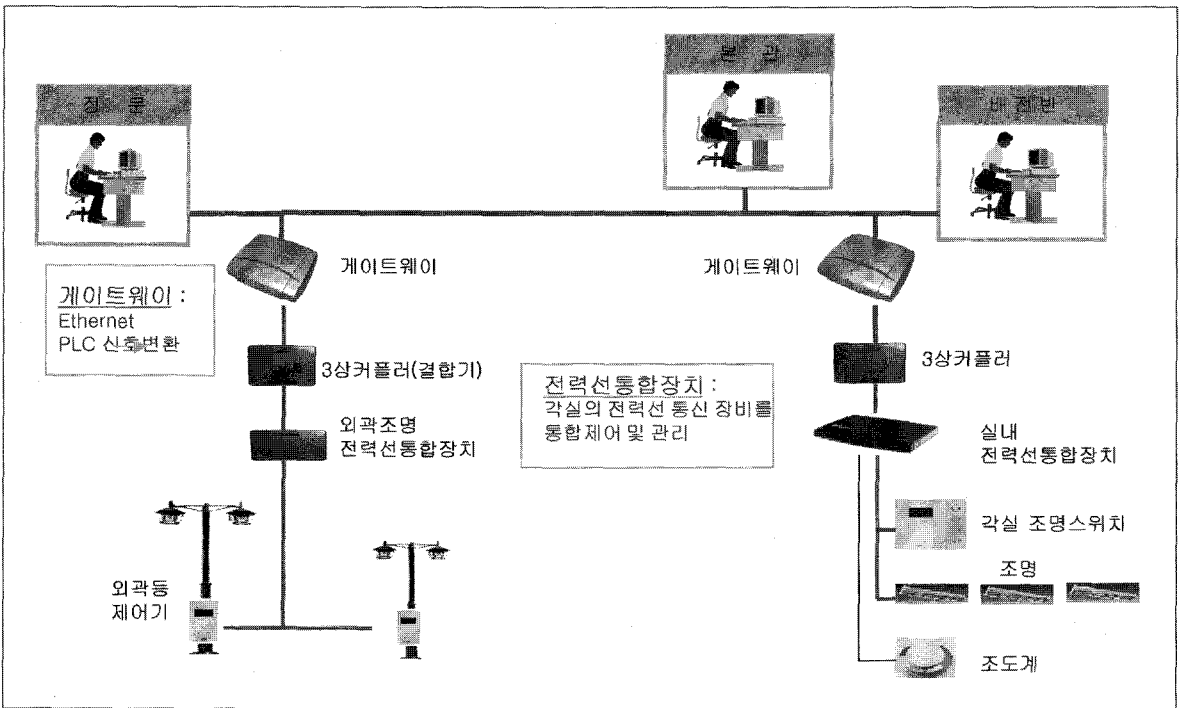 본 관
정 문
배전반
게이트웨이
게이트웨이
게이트웨이 :
Ethernet
PLC 신호변환
3상커플러(결합기)
3상커플러
전력선통합장치 :
각실의 전력선 통신 장비를
통합제어 및 관리
외곽조명
전력선통합장치
실내
전력선통합장치
각실 조명스위치
조명
외곽등
제어기
조도계